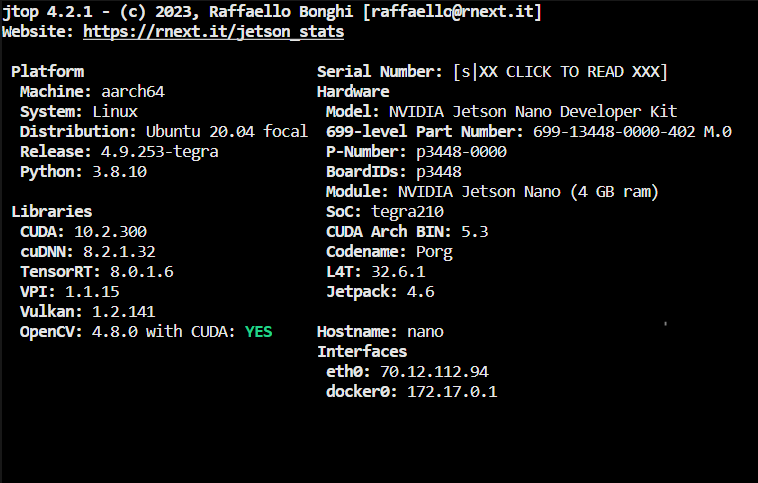 jtop 4.2.1 - (c) 2023, Raffaello Bonghi [raffaello@rnext.it]
Website: https://rnext.it/jetson_stats
Platform
Machine: aarch64
System: Linux
Distribution: Ubuntu 20.04 focal
Release: 4.9.253-tegra
Python: 3.8.10
Libraries
CUDA: 10.2.300
cuDNN: 8.2.1.32
TensorRT: 8.0.1.6
VPI: 1.1.15
Vulkan: 1.2.141
OpenCV: 4.8.0 with CUDA: YES
Serial Number: [s|XX CLICK TO READ XXX]
Hardware
Model: NVIDIA Jetson Nano Developer Kit
699-level Part Number: 699-13448-0000-402 M.0
P-Number: p3448-0000
BoardIDs: p3448
Module: NVIDIA Jetson Nano (4 GB ram)
SoC: tegra210
CUDA Arch BIN: 5.3
Codename: Porg
L4T: 32.6.1
Jetpack: 4.6
Hostname: nano
Interfaces
eth0: 70.12.112.94
docker0: 172.17.0.1